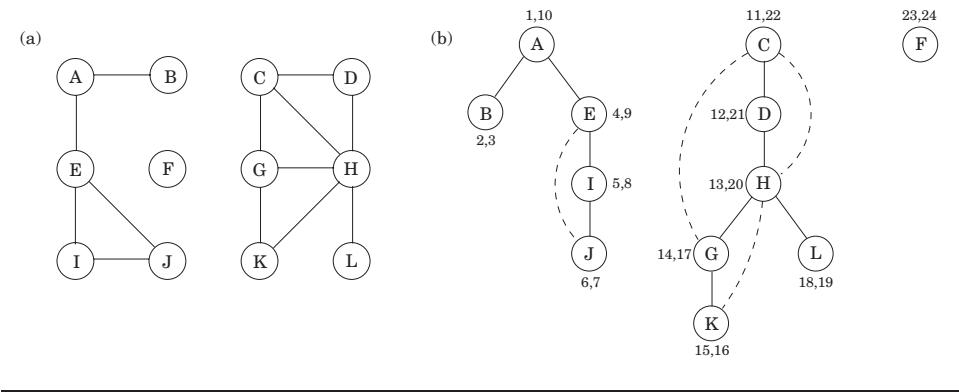 (a)
A B
C D
E F
G H
I J
K L
(b)
1,10
A
11,22
C
23,24
F
B
2,3
E 4,9
12,21 D
I 5,8
13,20 H
J
6,7
14,17 G
L
18,19
K
15,16